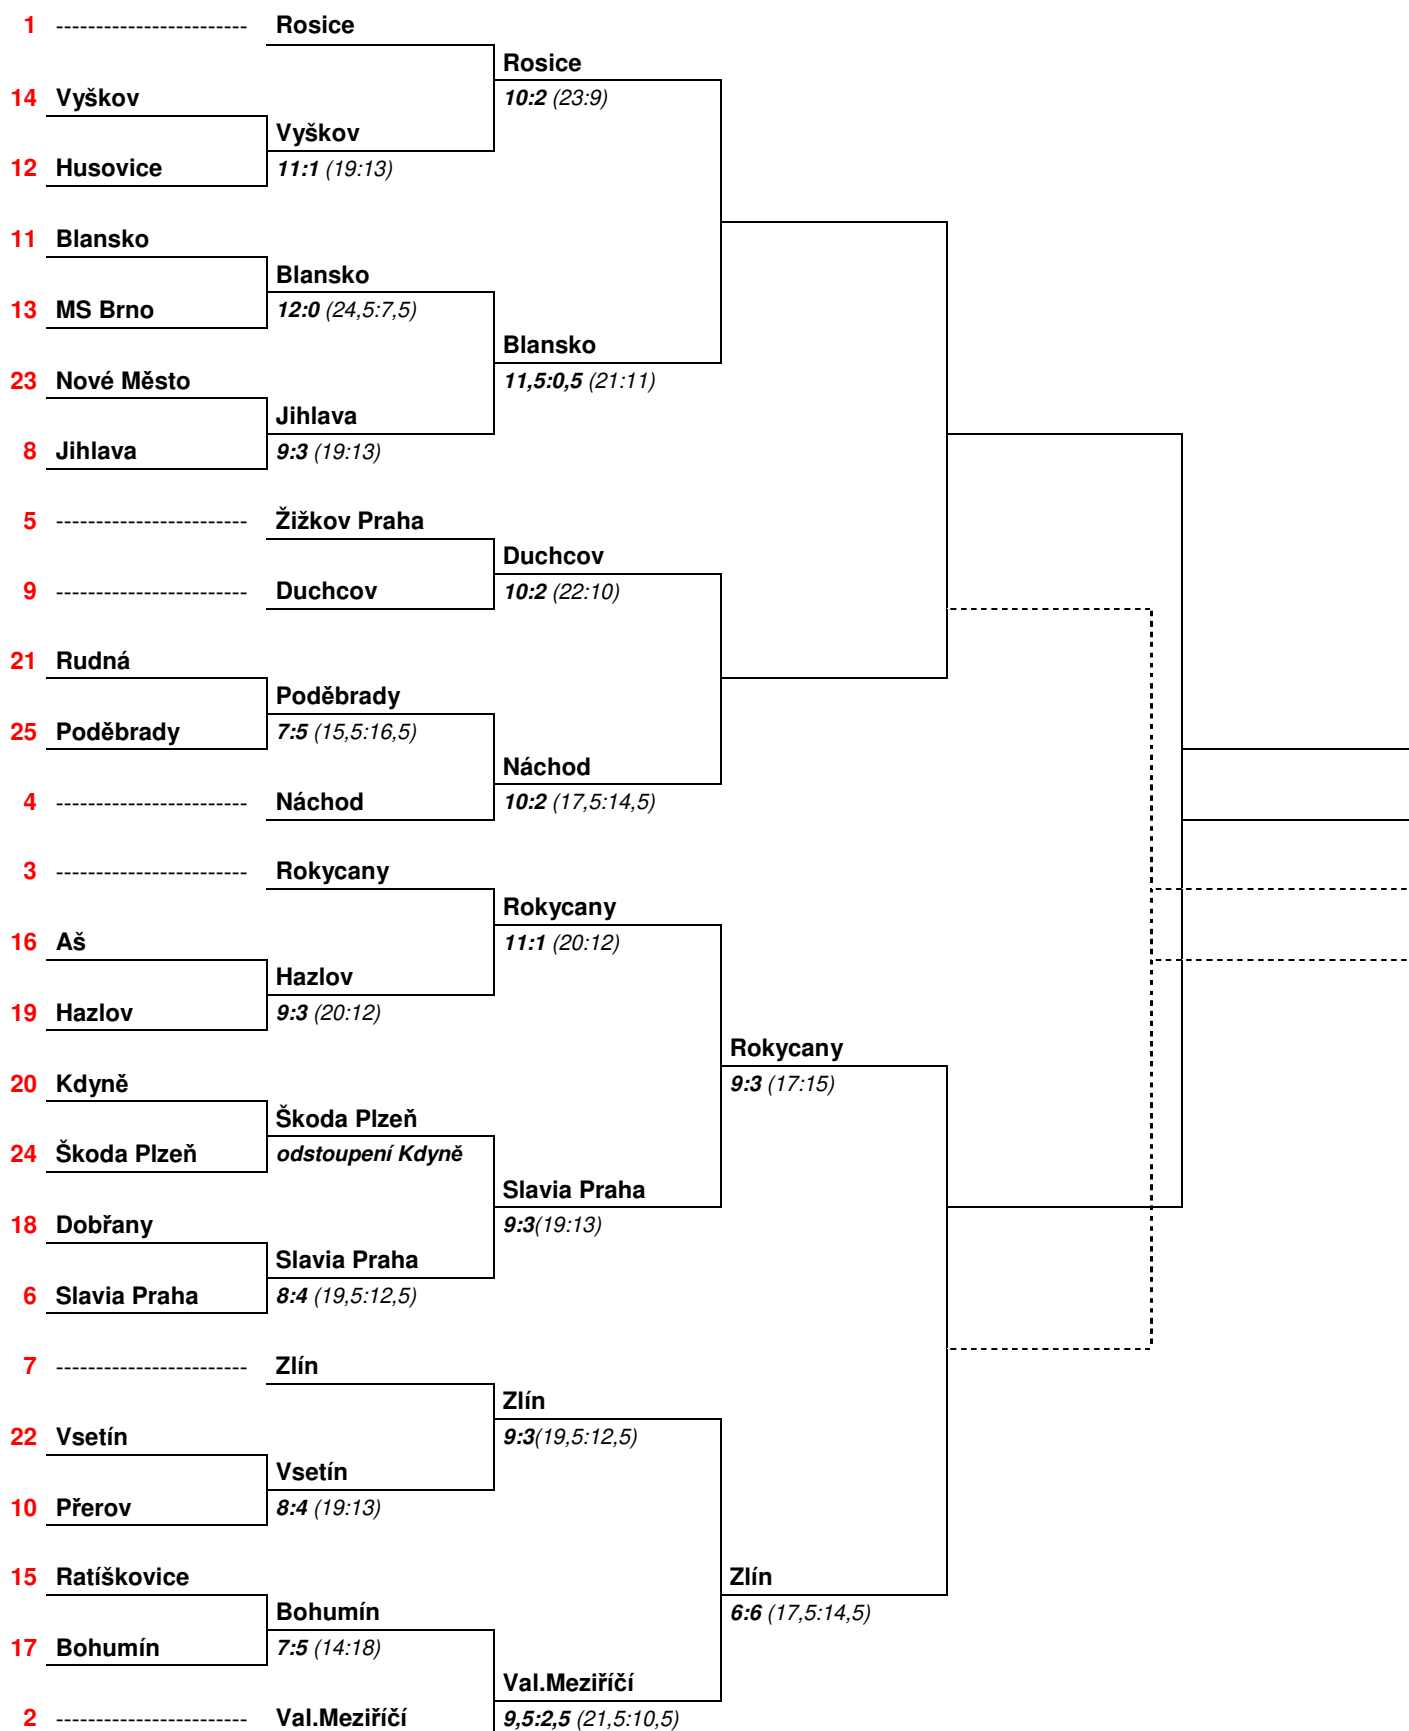 1 ------------------------ Rosice
Rosice
14 Vyškov
10:2 (23:9)
Vyškov
12 Husovice
11:1 (19:13)
11 Blansko
Blansko
13 MS Brno
12:0 (24,5:7,5)
Blansko
23 Nové Město
11,5:0,5 (21:11)
Jihlava
8 Jihlava
9:3 (19:13)
5 ------------------------ Žižkov Praha
Duchcov
9 ------------------------ Duchcov
10:2 (22:10)
21 Rudná
Poděbrady
25 Poděbrady
7:5 (15,5:16,5)
Náchod
4 ------------------------ Náchod
10:2 (17,5:14,5)
3 ------------------------ Rokycany
Rokycany
16 Aš
11:1 (20:12)
Hazlov
19 Hazlov
9:3 (20:12)
Rokycany
20 Kdyně
9:3 (17:15)
Škoda Plzeň
24 Škoda Plzeň
odstoupení Kdyně
Slavia Praha
18 Dobřany
9:3(19:13)
Slavia Praha
6 Slavia Praha
8:4 (19,5:12,5)
7 ------------------------ Zlín
Zlín
22 Vsetín
9:3(19,5:12,5)
Vsetín
10 Přerov
8:4 (19:13)
15 Ratíškovice
Zlín
Bohumín
6:6 (17,5:14,5)
17 Bohumín
7:5 (14:18)
Val.Meziříčí
2 ------------------------ Val.Meziříčí
9,5:2,5 (21,5:10,5)